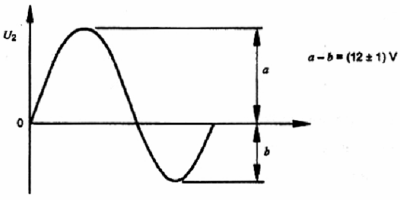 U₂
a
a – b = (12 ± 1) V
0
b